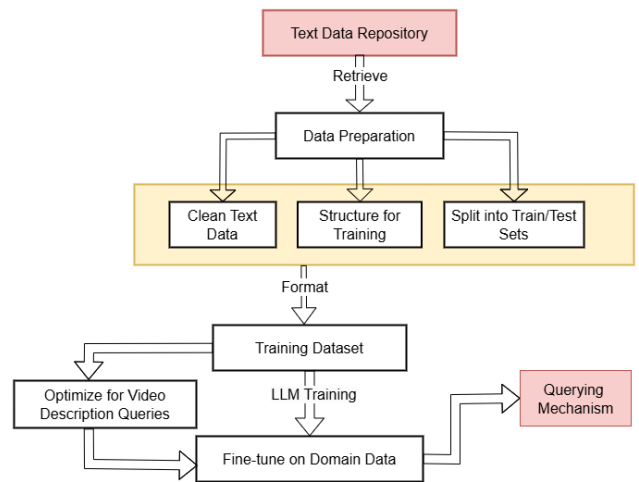 Text Data Repository
Retrieve
Data Preparation
Clean Text
Data
Structure for
Training
Split into Train/Test
Sets
Format
Training Dataset
Optimize for Video
Description Queries
LLM Training
Querying
Mechanism
Fine-tune on Domain Data